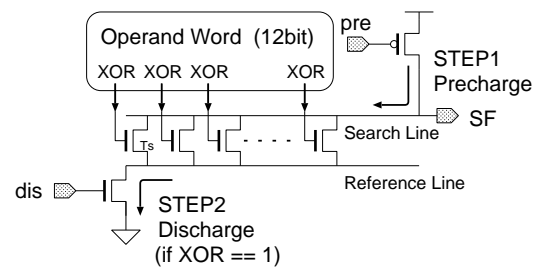 Operand Word (12bit)
XOR XOR XOR XOR
pre
STEP1
Precharge
SF
Search Line
Ts
Reference Line
dis
STEP2
Discharge
(if XOR == 1)